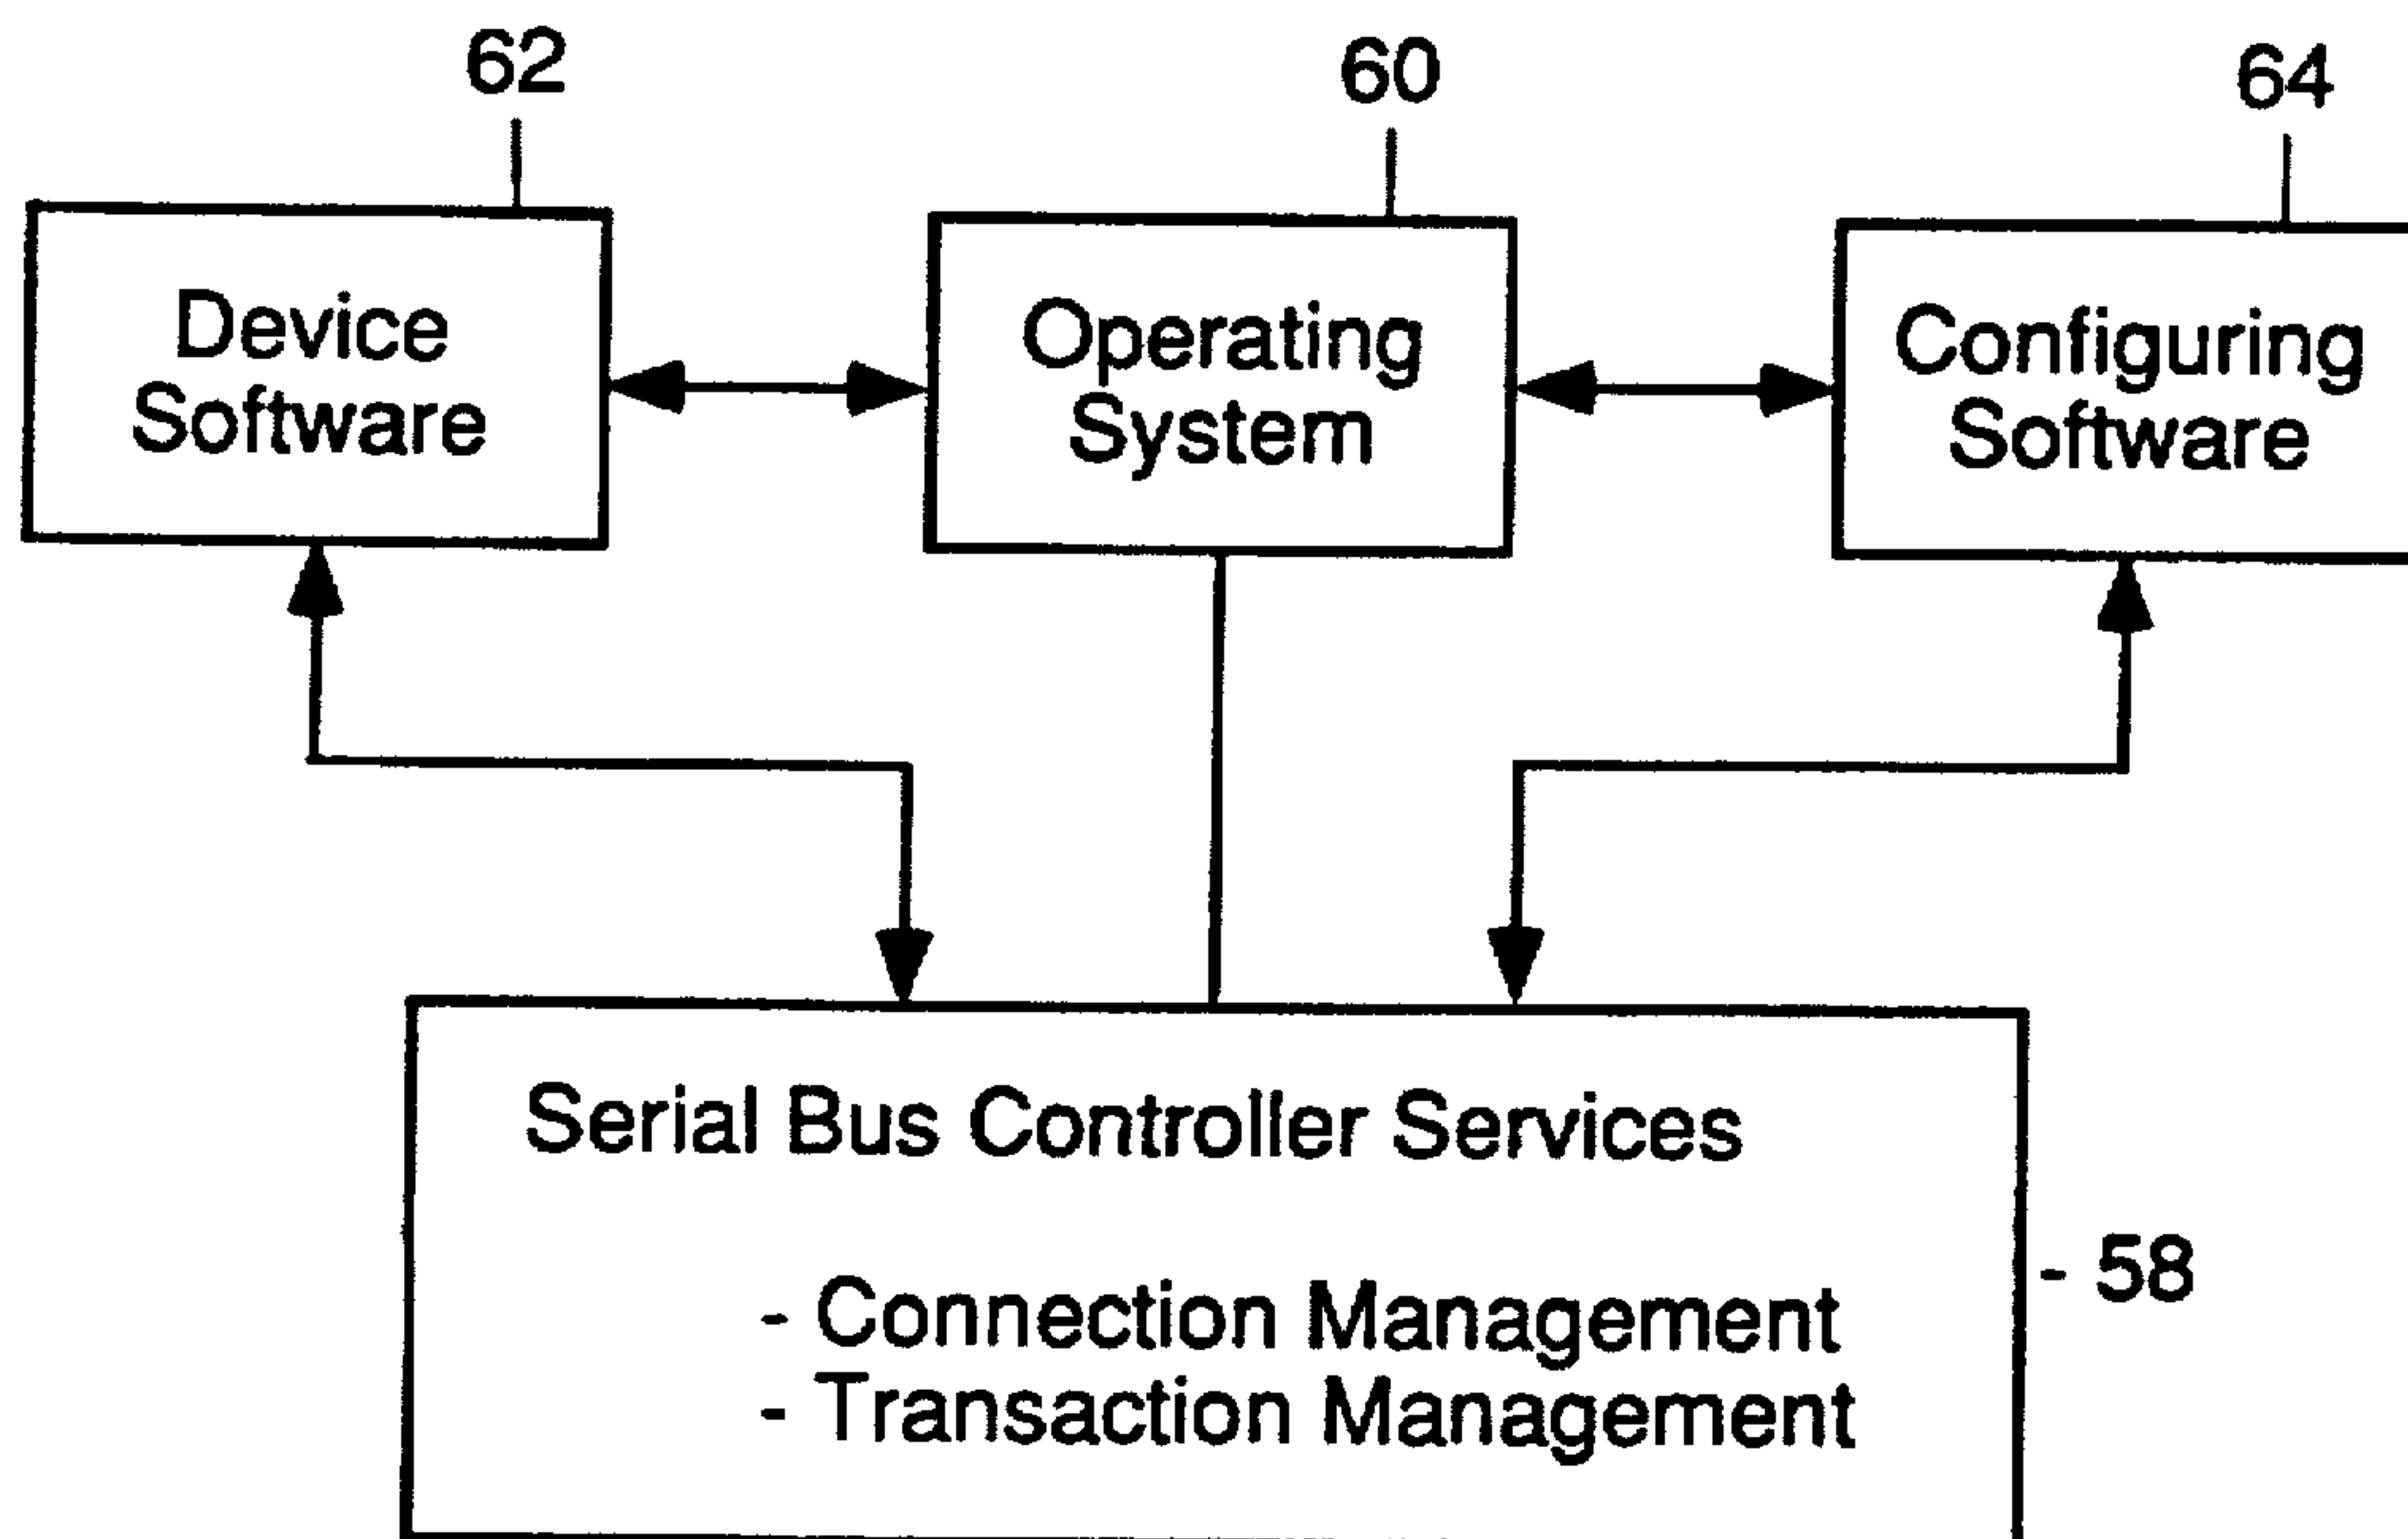 62
60
64
Device
Software
Operating
System
Configuring
Software
Serial Bus Controller Services
- Connection Management
- Transaction Management
- 58